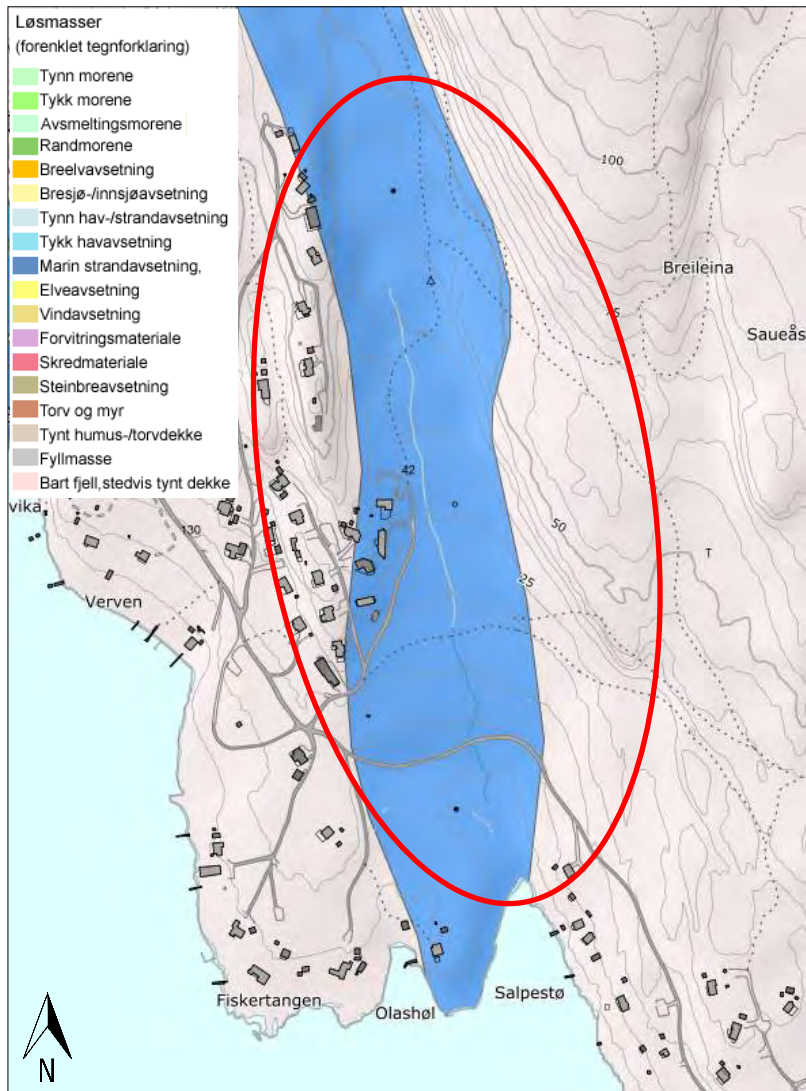 Løsmasser
(forenklet tegnforklaring)
Tynn morene
Tykk morene
Avsmeltingsmorene
Randmorene
Breelvavsetning
Bresjø-/innsjøavsetning
Tynn hav-/strandavsetning
Tykk havavsetning
Marin strandavsetning,
Elveavsetning
Vindavsetning
Forvitringsmateriale
Skredmateriale
Steinbreavsetning
Torv og myr
Tynt humus-/torvdekke
Fyllmasse
Bart fjell,stedvis tynt dekke
100
Breileina
75
Saueås
42
vika
130
50
25
T
Verven
Fiskertangen
Olashøl
Salpestø
N